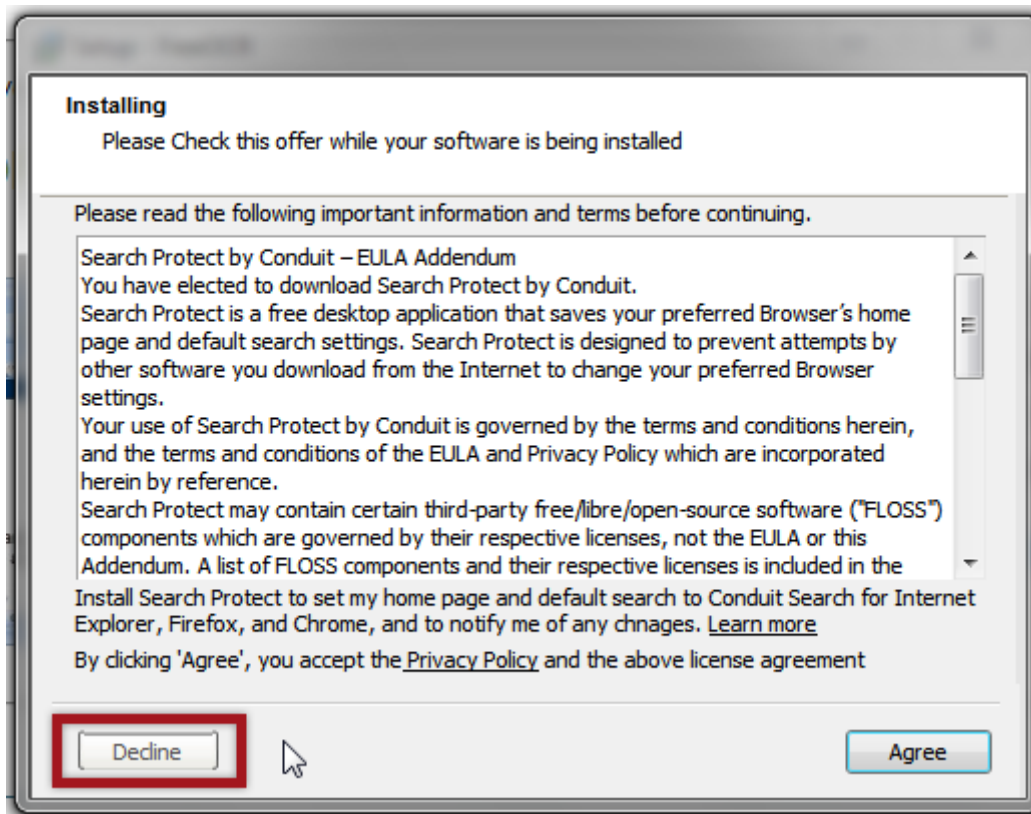 Installing
Please Check this offer while your software is being installed
Please read the following important information and terms before continuing.
Search Protect by Conduit – EULA Addendum
You have elected to download Search Protect by Conduit.
Search Protect is a free desktop application that saves your preferred Browser's home
page and default search settings. Search Protect is designed to prevent attempts by
other software you download from the Internet to change your preferred Browser
settings.
Your use of Search Protect by Conduit is governed by the terms and conditions herein,
and the terms and conditions of the EULA and Privacy Policy which are incorporated
herein by reference.
Search Protect may contain certain third-party free/libre/open-source software ("FLOSS")
components which are governed by their respective licenses, not the EULA or this
Addendum. A list of FLOSS components and their respective licenses is included in the
Install Search Protect to set my home page and default search to Conduit Search for Internet
Explorer, Firefox, and Chrome, and to notify me of any chnages. Learn more
By clicking 'Agree', you accept the Privacy Policy and the above license agreement
Decline
Agree